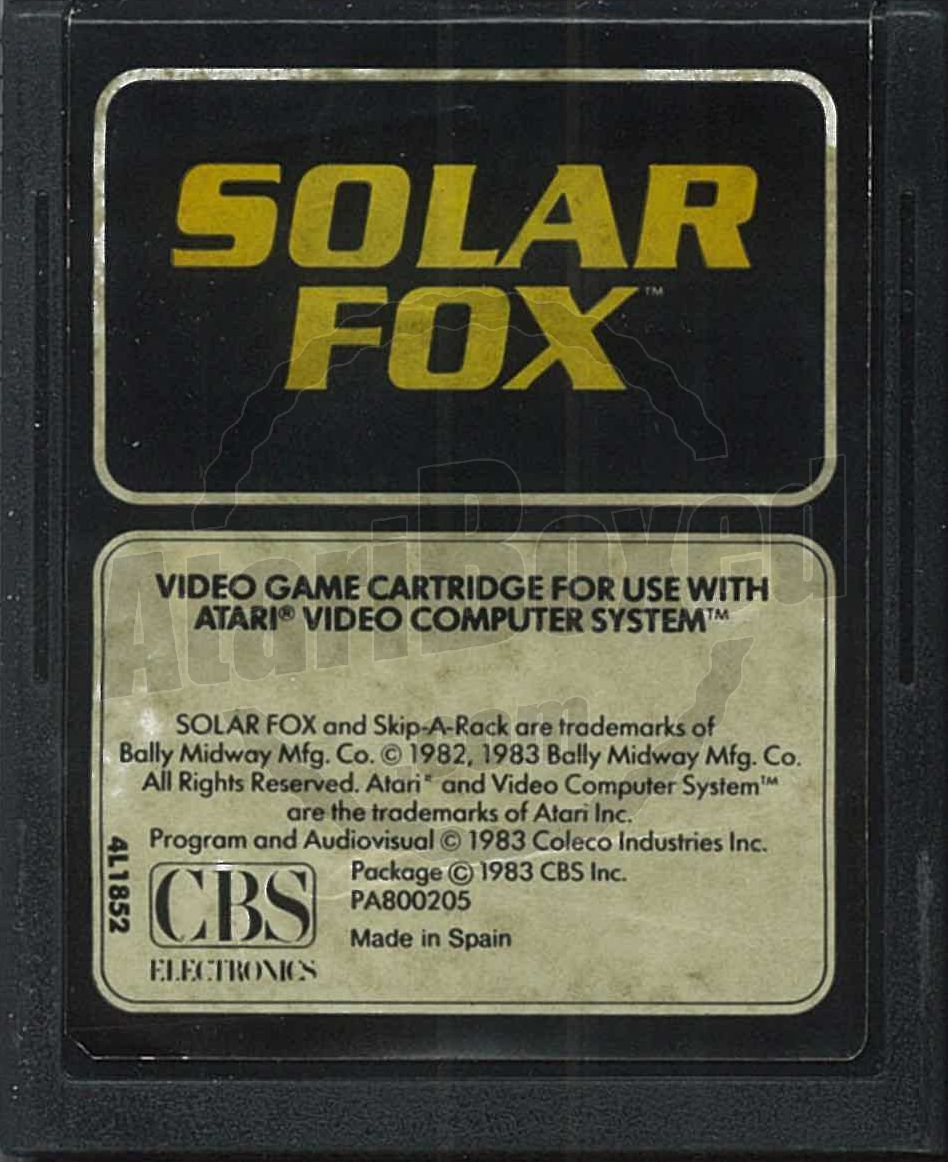 SOLAR
FOX™
VIDEO GAME CARTRIDGE FOR USE WITH
ATARI® VIDEO COMPUTER SYSTEM™
SOLAR FOX and Skip-A-Rack are trademarks of
Bally Midway Mfg. Co. © 1982, 1983 Bally Midway Mfg. Co.
All Rights Reserved. Atari® and Video Computer System™
are the trademarks of Atari Inc.
Program and Audiovisual © 1983 Coleco Industries Inc.
Package © 1983 CBS Inc.
PA800205
Made in Spain
4L1852
CBS
ELECTRONICS
AtariBoxed